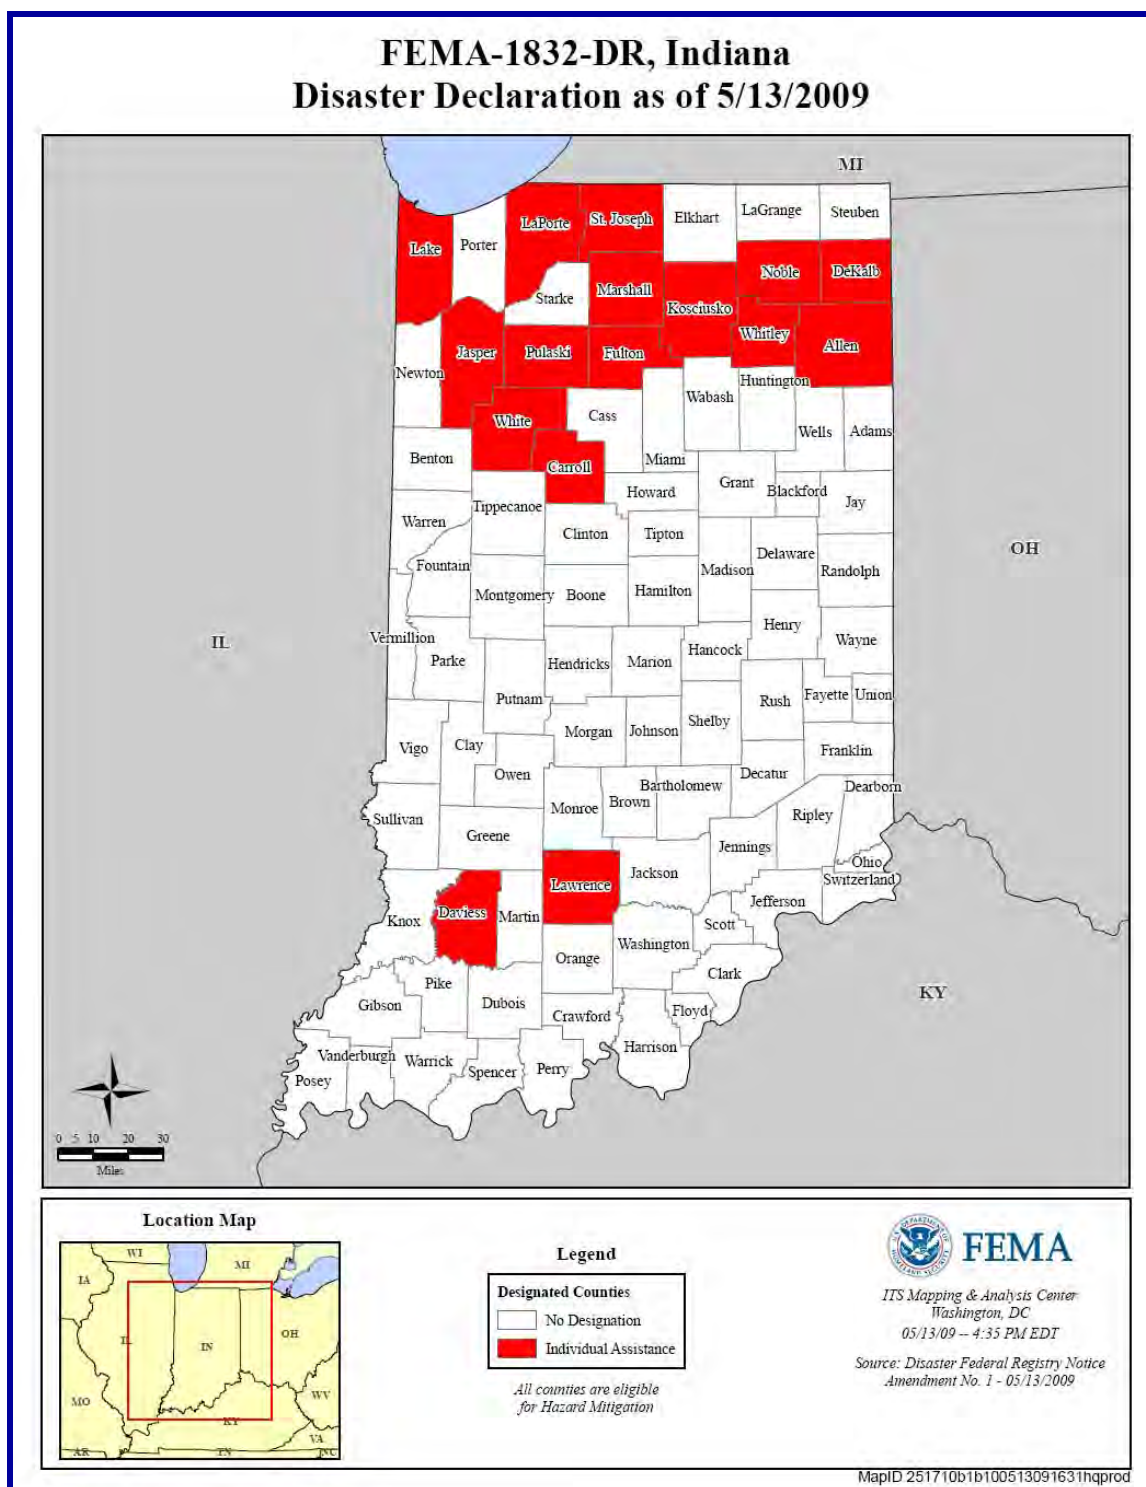 FEMA-1832-DR, Indiana
Disaster Declaration as of 5/13/2009
MI
LaPorte
St. Joseph
Elkhart
LaGrange
Steuben
Lake
Porter
Noble
DeKalb
Starke
Marshall
Kosciusko
Whitley
Allen
Newton
Jasper
Pulaski
Fulton
Huntington
Wabash
White
Cass
Wells
Adams
Benton
Carroll
Miami
Grant
Blackford
Jay
Howard
Tippecanoe
Warren
Clinton
Tipton
Delaware
OH
Fountain
Madison
Randolph
Montgomery
Boone
Hamilton
Henry
IL
Vermillion
Wayne
Parke
Hendricks
Marion
Hancock
Putnam
Rush
Fayette
Union
Morgan
Johnson
Shelby
Vigo
Clay
Franklin
Owen
Decatur
Bartholomew
Dearborn
Monroe
Brown
Ripley
Sullivan
Greene
Jennings
Ohio
Lawrence
Jackson
Switzerland
Jefferson
Knox
Daviess
Martin
Scott
Washington
Orange
Clark
Pike
KY
Gibson
Dubois
Crawford
Floyd
Harrison
Vanderburgh
Warrick
Perry
Spencer
Posey
0 5 10 20 30
Miles
Location Map
WI
MI
IA
IL
IN
OH
MO
WV
KY
VA
AR
TN
NC
Legend
Designated Counties
No Designation
Individual Assistance
All counties are eligible
for Hazard Mitigation
U.S. DEPARTMENT OF
HOMELAND SECURITY
FEMA
ITS Mapping & Analysis Center
Washington, DC
05/13/09 -- 4:35 PM EDT
Source: Disaster Federal Registry Notice
Amendment No. 1 - 05/13/2009
MapID 251710b1b100513091631hqprod